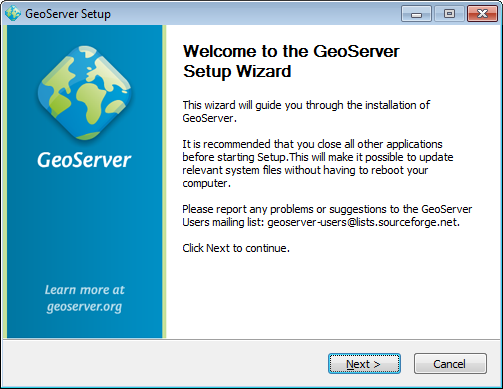 GeoServer Setup
Welcome to the GeoServer
Setup Wizard
This wizard will guide you through the installation of
GeoServer.
It is recommended that you close all other applications
before starting Setup.This will make it possible to update
relevant system files without having to reboot your
computer.
Please report any problems or suggestions to the GeoServer
Users mailing list: geoserver-users@lists.sourceforge.net.
Click Next to continue.
GeoServer
Learn more at
geoserver.org
Next >
Cancel